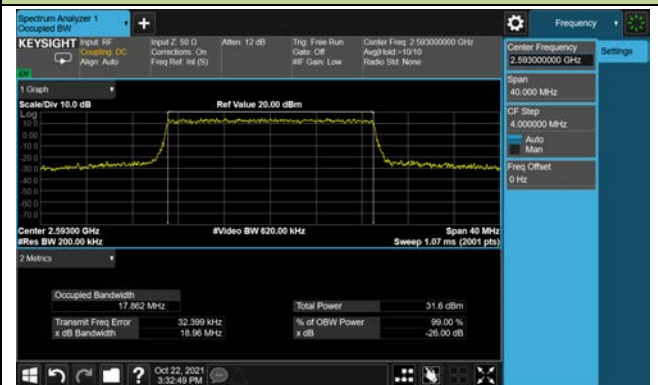 Spectrum Analyzer 1
Occupied BW
Frequency
KEYSIGHT
Input: RF
Coupling: DC
Align: Auto
Input Z: 50 Ω
Corrections: On
Freq Ref: Int (S)
Atten: 12 dB
Trig: Free Run
Gate: Off
#IF Gain: Low
Center Freq: 2.593000000 GHz
Avg|Hold:>10/10
Radio Std: None
Center Frequency
2.593000000 GHz
Settings
Span
40.000 MHz
CF Step
4.000000 MHz
Auto
Man
Freq Offset
0 Hz
1 Graph
Scale/Div 10.0 dB
Ref Value 20.00 dBm
Log
10.0
0.00
-10.0
-20.0
-30.0
-40.0
-50.0
-60.0
-70.0
Center 2.59300 GHz
#Video BW 620.00 kHz
Span 40 MHz
#Res BW 200.00 kHz
Sweep 1.07 ms (2001 pts)
2 Metrics
Occupied Bandwidth
17.862 MHz
Total Power
31.6 dBm
Transmit Freq Error
32.399 kHz
% of OBW Power
99.00 %
x dB Bandwidth
18.96 MHz
x dB
-26.00 dB
?
Oct 22, 2021
3:32:49 PM